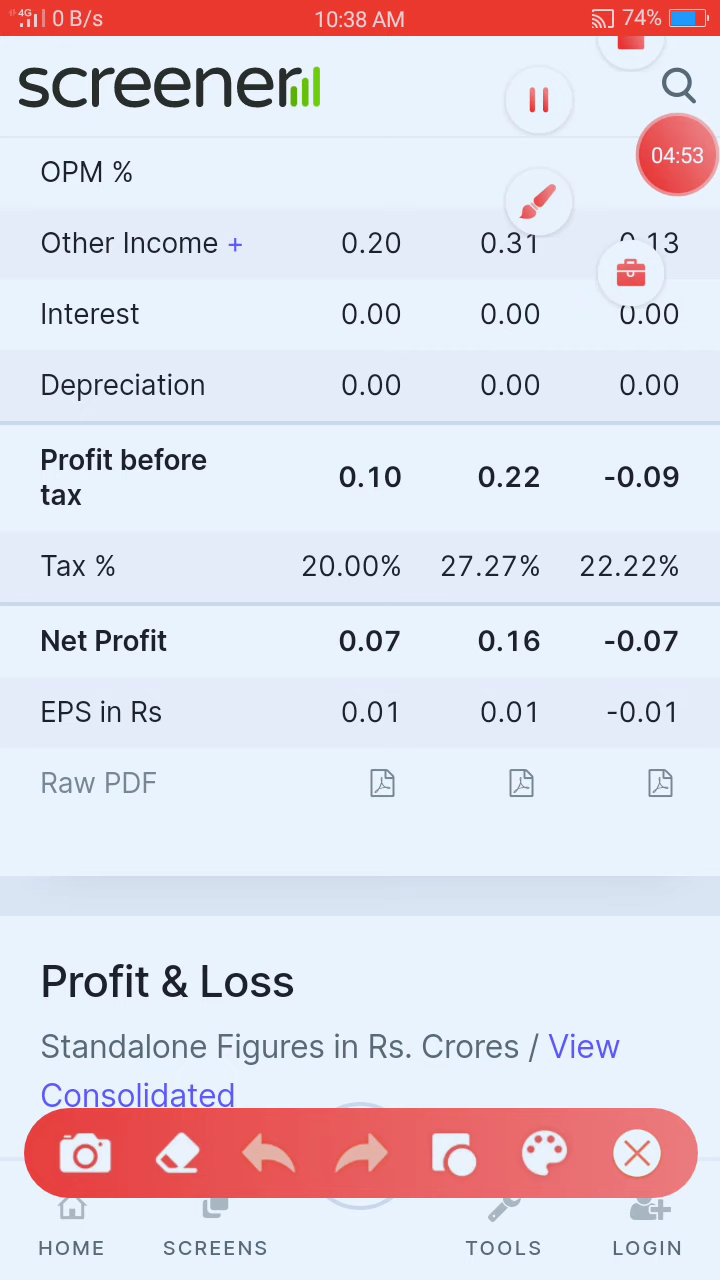 4G 0 B/s 10:38 AM 74%
screener
04:53
OPM %
Other Income + 0.20 0.31 0.13
Interest 0.00 0.00 0.00
Depreciation 0.00 0.00 0.00
Profit before
tax 0.10 0.22 -0.09
Tax % 20.00% 27.27% 22.22%
Net Profit 0.07 0.16 -0.07
EPS in Rs 0.01 0.01 -0.01
Raw PDF
Profit & Loss
Standalone Figures in Rs. Crores / View
Consolidated
HOME SCREENS TOOLS LOGIN